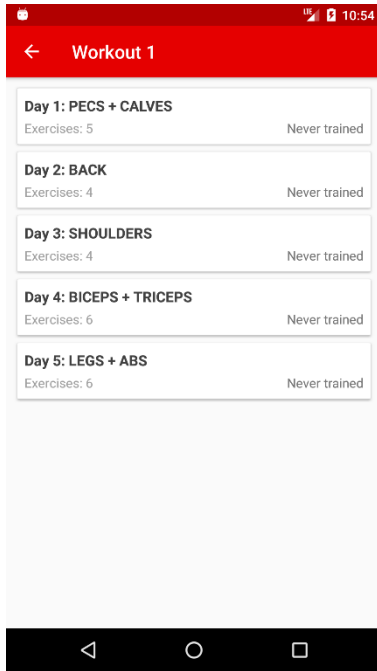 LTE 10:54
Workout 1
Day 1: PECS + CALVES
Exercises: 5 Never trained
Day 2: BACK
Exercises: 4 Never trained
Day 3: SHOULDERS
Exercises: 4 Never trained
Day 4: BICEPS + TRICEPS
Exercises: 6 Never trained
Day 5: LEGS + ABS
Exercises: 6 Never trained